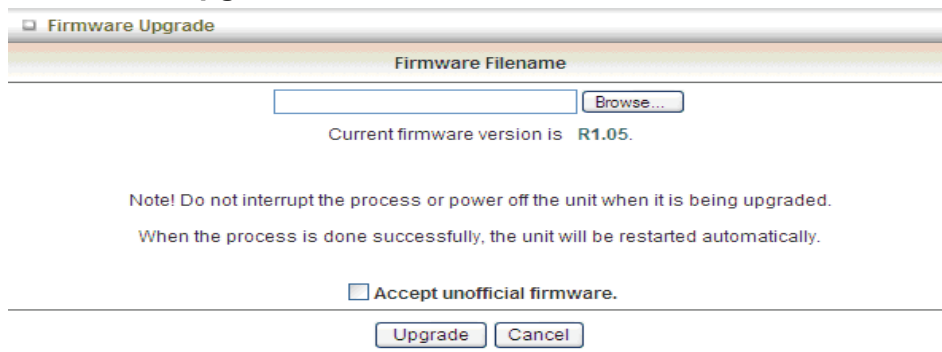 Firmware Upgrade
Firmware Filename
Browse...
Current firmware version is R1.05.
Note! Do not interrupt the process or power off the unit when it is being upgraded.
When the process is done successfully, the unit will be restarted automatically.
Accept unofficial firmware.
Upgrade Cancel